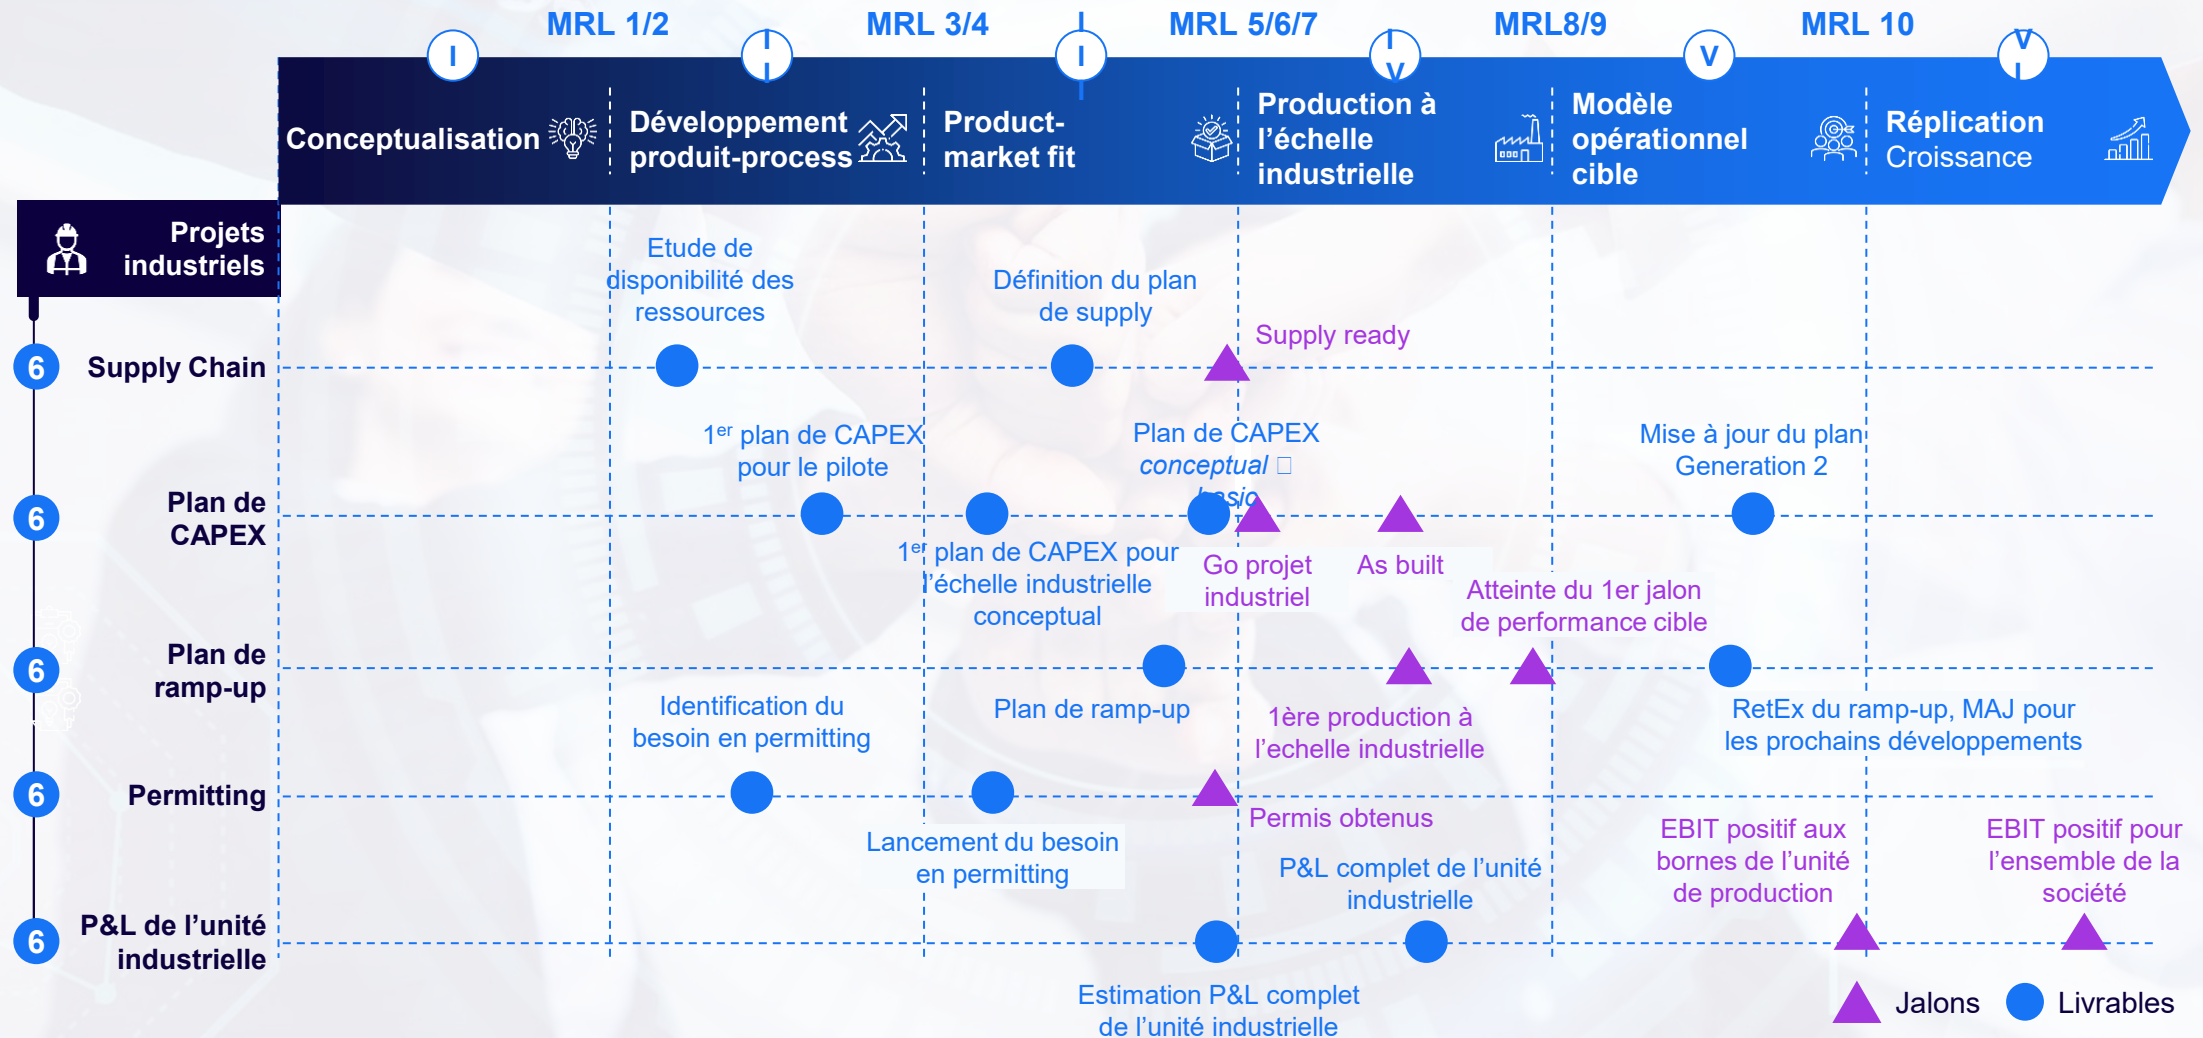 MRL 1/2
MRL 3/4
MRL 5/6/7
MRL8/9
MRL 10
I
II
III
IV
V
VI
Conceptualisation
Développement
produit-process
Product-
market fit
Production à
l’échelle
industrielle
Modèle
opérationnel
cible
Réplication
Croissance
Projets
industriels
Etude de
disponibilité des
ressources
Définition du plan
de supply
Supply ready
6
Supply Chain
1er plan de CAPEX
pour le pilote
Plan de CAPEX
conceptual
basic
Mise à jour du plan
Generation 2
6
Plan de
CAPEX
1er plan de CAPEX pour
l’échelle industrielle
conceptual
Go projet
industriel
As built
Atteinte du 1er jalon
de performance cible
6
Plan de
ramp-up
Identification du
besoin en permitting
Plan de ramp-up
1ère production à
l’echelle industrielle
RetEx du ramp-up, MAJ pour
les prochains développements
6
Permitting
Lancement du besoin
en permitting
Permis obtenus
P&L complet de l’unité
industrielle
EBIT positif aux
bornes de l’unité
de production
EBIT positif pour
l’ensemble de la
société
6
P&L de l’unité
industrielle
Estimation P&L complet
de l’unité industrielle
Jalons
Livrables